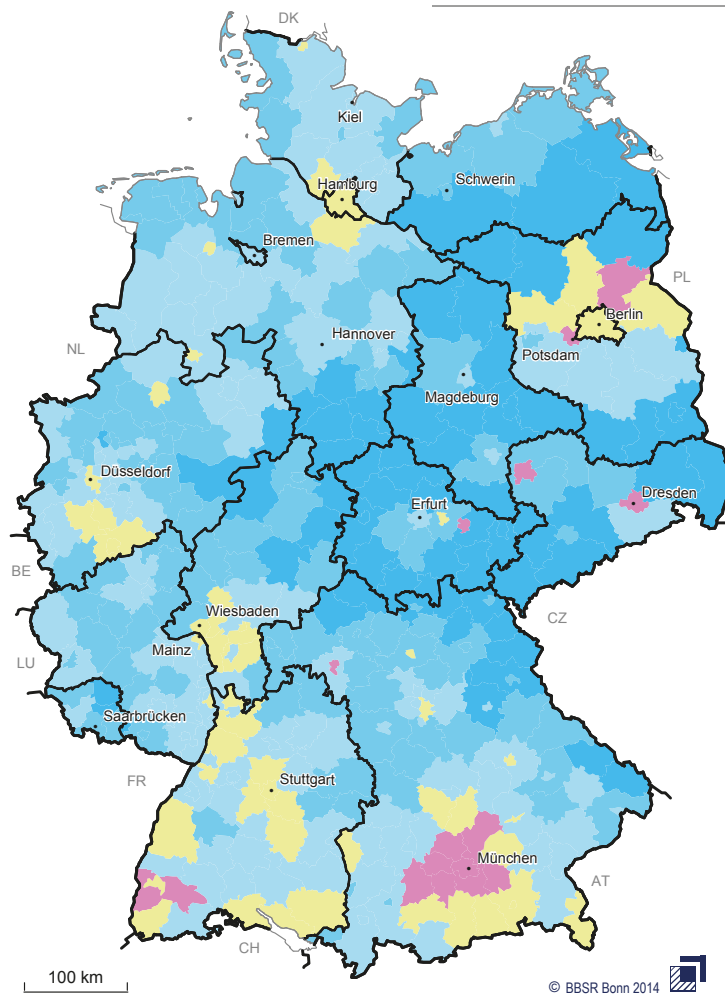 DK
Kiel
Hamburg
Schwerin
Bremen
PL
Berlin
Hannover
NL
Potsdam
Magdeburg
Düsseldorf
Dresden
Erfurt
BE
Wiesbaden
CZ
Mainz
LU
Saarbrücken
FR
Stuttgart
München
AT
CH
100 km
© BBSR Bonn 2014